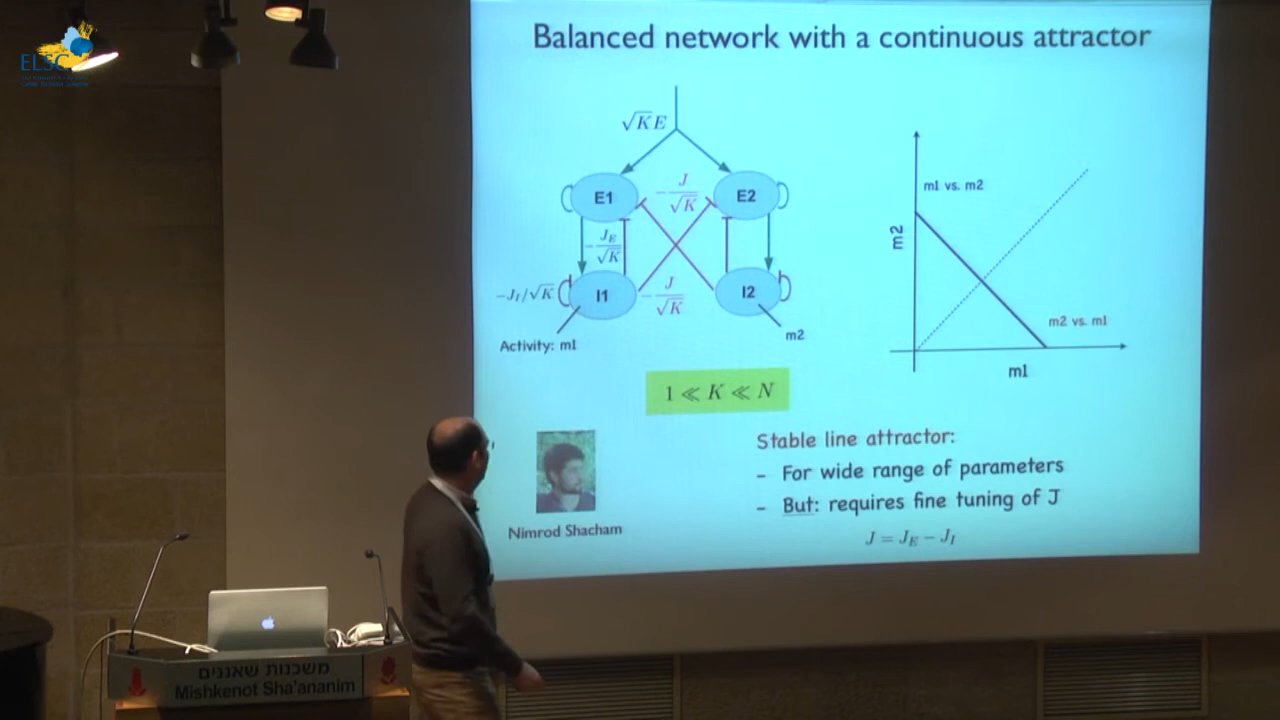 ELSC
Balanced network with a continuous attractor
√K E
E1
E2
−J/√K
−J_E/√K
−J_I/√K
I1
I2
−J/√K
Activity: m1
m2
m1 vs. m2
m2
m2 vs. m1
m1
1 ≪ K ≪ N
Nimrod Shacham
Stable line attractor:
- For wide range of parameters
- But: requires fine tuning of J
J = J_E − J_I
משכנות שאננים
Mishkenot Sha'ananim